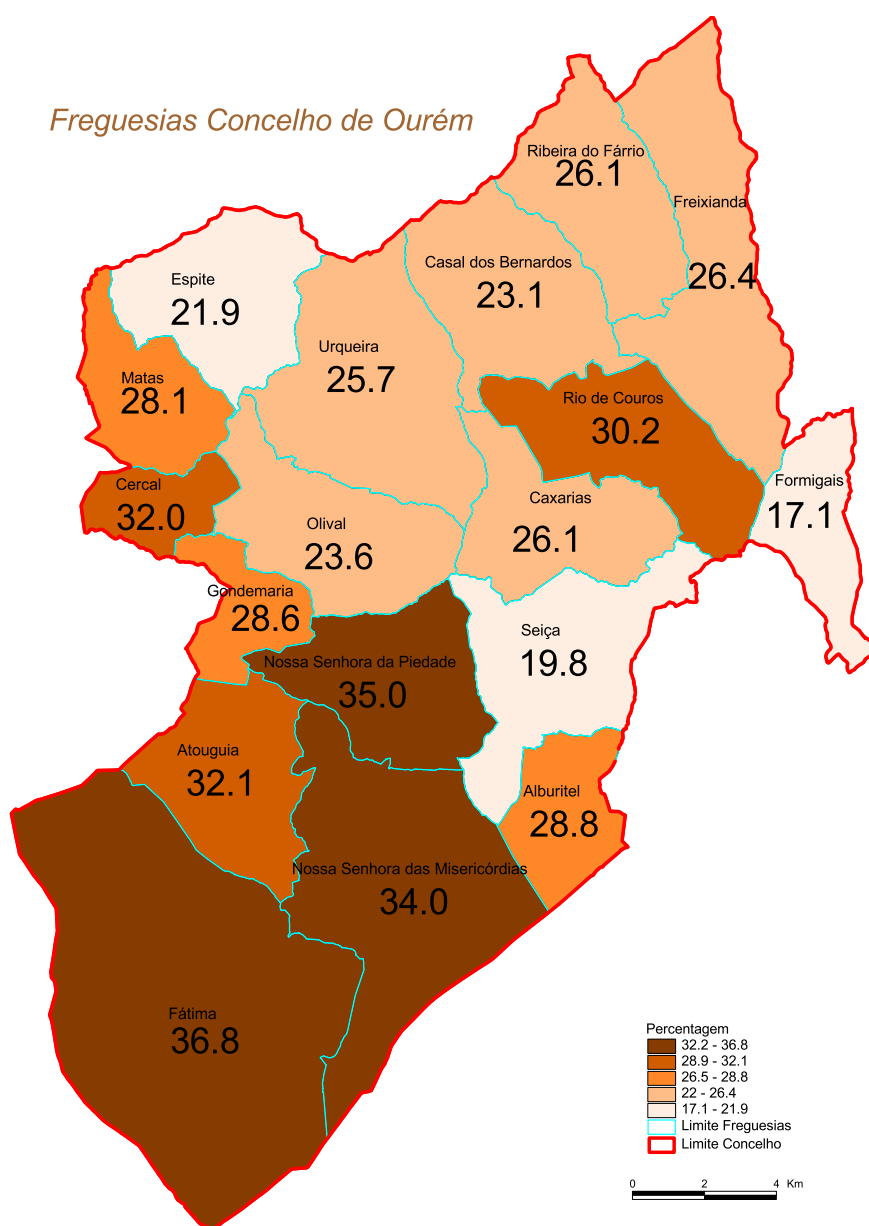 Freguesias Concelho de Ourém
Ribeira do Fárrio
26.1
Freixianda
26.4
Casal dos Bernardos
23.1
Espite
21.9
Urqueira
25.7
Matas
28.1
Rio de Couros
30.2
Cercal
32.0
Formigais
17.1
Caxarias
26.1
Olival
23.6
Gondemaria
28.6
Seiça
19.8
Nossa Senhora da Piedade
35.0
Atouguia
32.1
Alburitel
28.8
Nossa Senhora das Misericórdias
34.0
Fátima
36.8
Percentagem
32.2 - 36.8
28.9 - 32.1
26.5 - 28.8
22 - 26.4
17.1 - 21.9
Limite Freguesias
Limite Concelho
0 2 4 Km